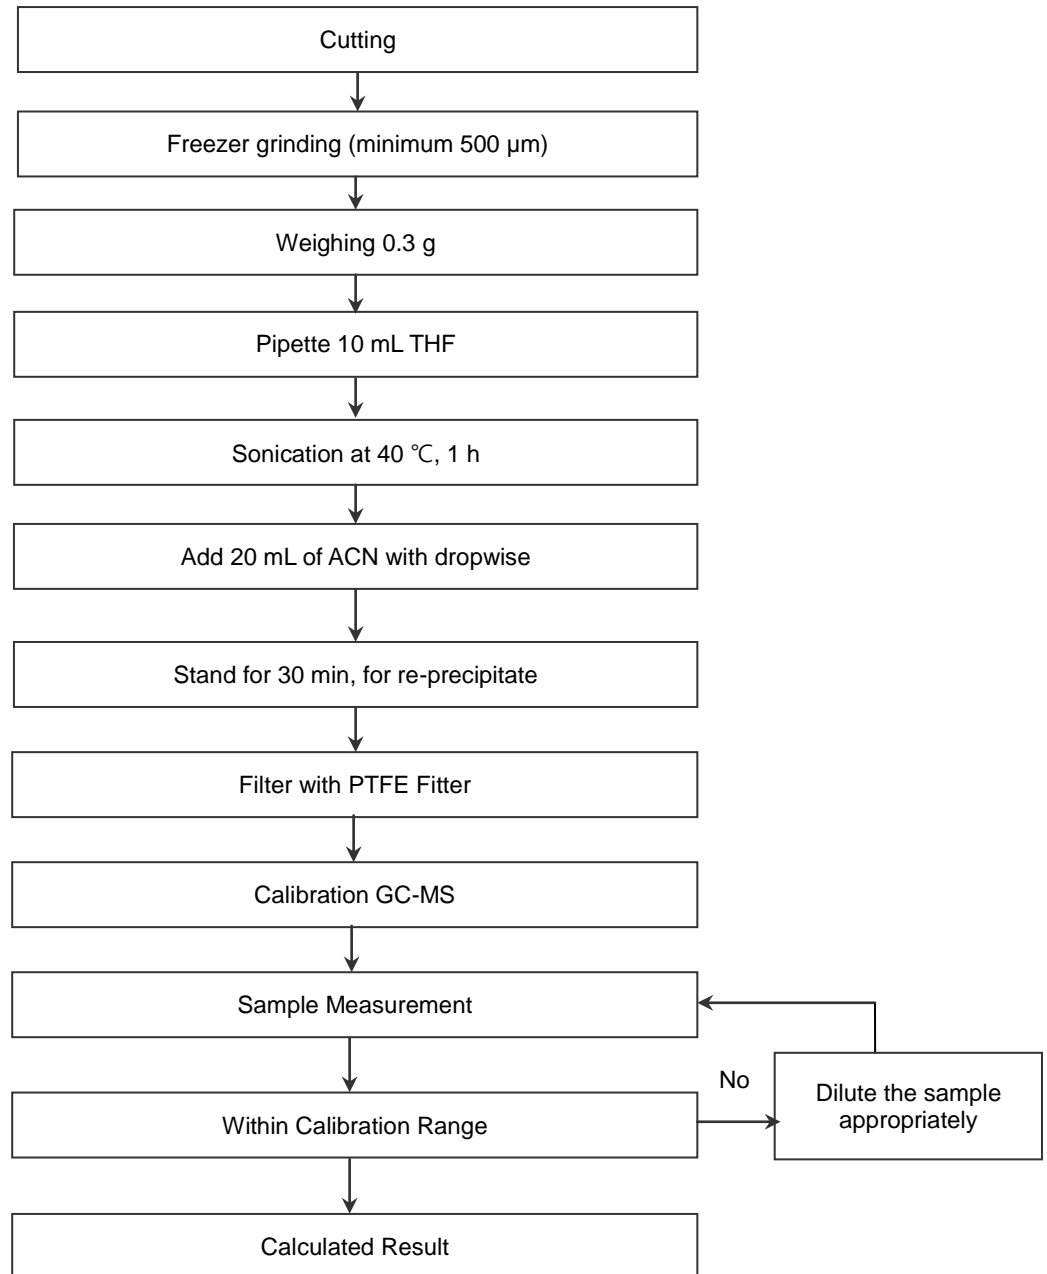 Cutting
Freezer grinding (minimum 500 μm)
Weighing 0.3 g
Pipette 10 mL THF
Sonication at 40 ℃, 1 h
Add 20 mL of ACN with dropwise
Stand for 30 min, for re-precipitate
Filter with PTFE Fitter
Calibration GC-MS
Sample Measurement
No
Dilute the sample
appropriately
Within Calibration Range
Calculated Result